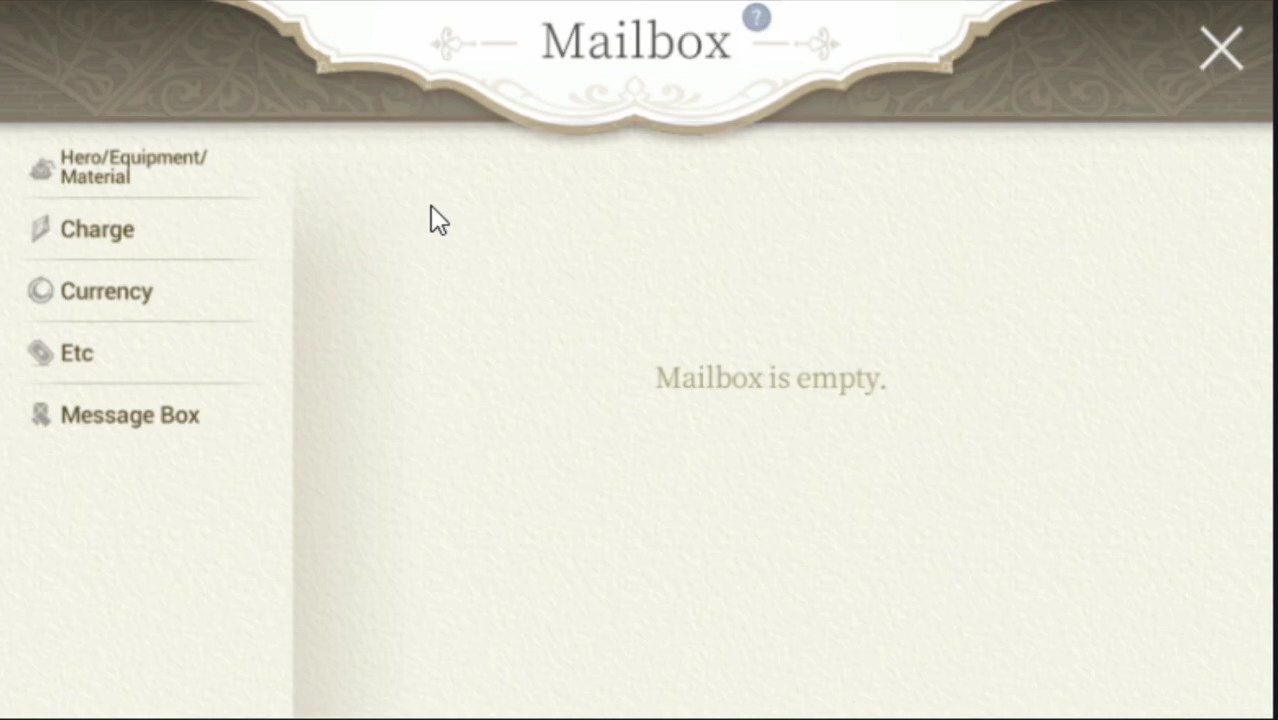 Mailbox
?
Hero/Equipment/
Material
Charge
Currency
Etc
Message Box
Mailbox is empty.